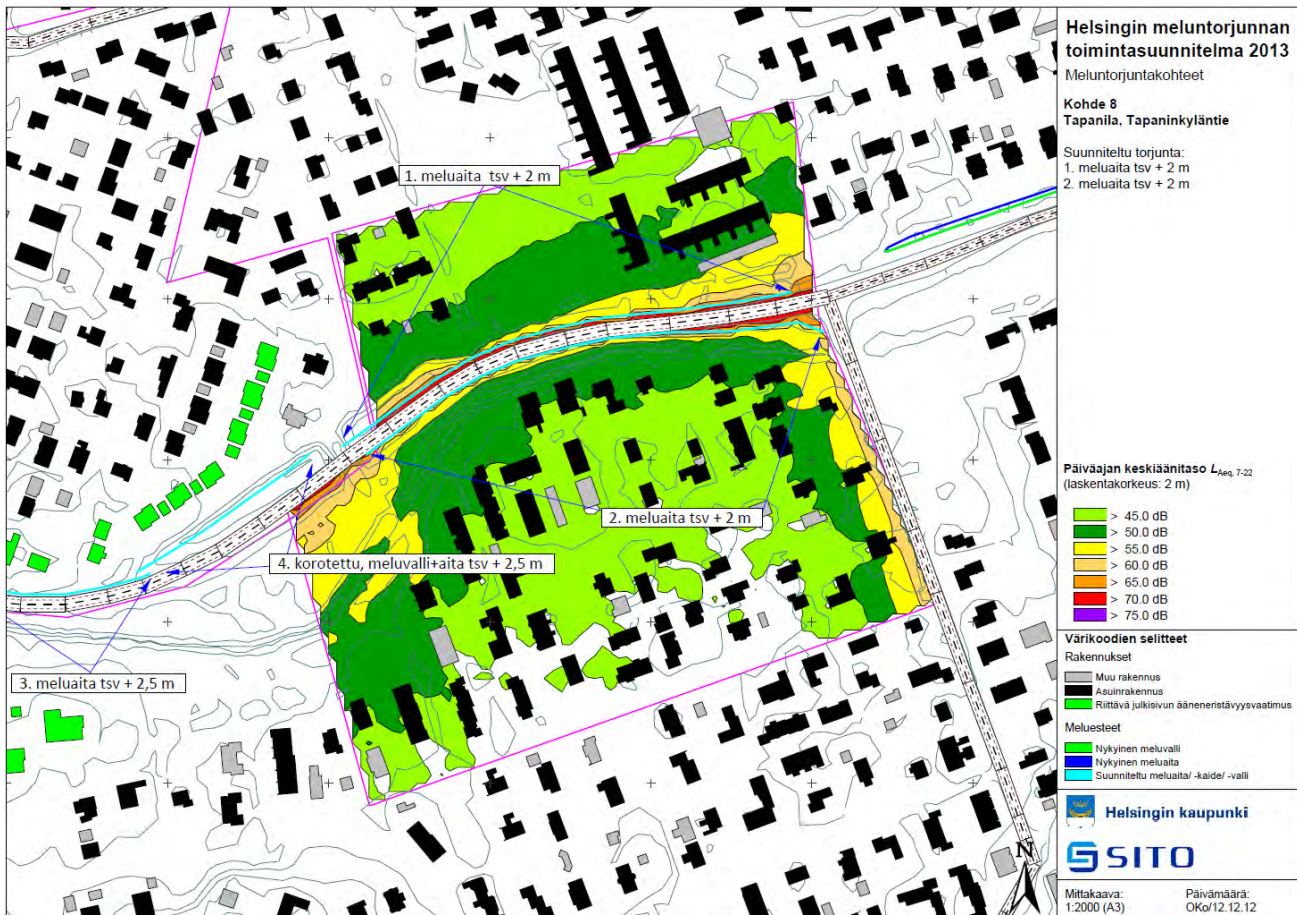 Helsingin meluntorjunnan
toimintasuunnitelma 2013
Meluntorjuntakohteet
Kohde 8
Tapanila, Tapaninkyläntie
Suunniteltu torjunta:
1. meluaita tsv + 2 m
2. meluaita tsv + 2 m
1. meluaita tsv + 2 m
2. meluaita tsv + 2 m
4. korotettu, meluvalli+aita tsv + 2,5 m
3. meluaita tsv + 2,5 m
Päiväajan keskiäänitaso LAeq, 7-22
(laskentakorkeus: 2 m)
> 45.0 dB
> 50.0 dB
> 55.0 dB
> 60.0 dB
> 65.0 dB
> 70.0 dB
> 75.0 dB
Värikoodien selitteet
Rakennukset
Muu rakennus
Asuinrakennus
Riittävä julkisivun ääneneristävyysvaatimus
Meluesteet
Nykyinen meluvalli
Nykyinen meluaita
Suunniteltu meluaita/ -kaide/ -valli
Helsingin kaupunki
SITO
N
Mittakaava:
1:2000 (A3)
Päivämäärä:
OKo/12.12.12